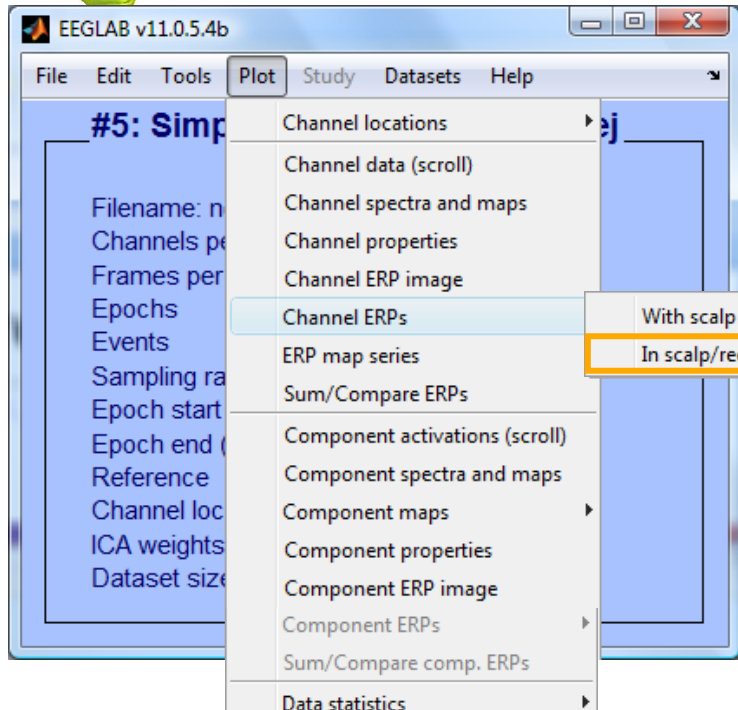 EEGLAB v11.0.5.4b
File Edit Tools Plot Study Datasets Help
#5: Simp
ej
Filename: n
Channels pe
Frames per
Epochs
Events
Sampling ra
Epoch start
Epoch end (
Reference
Channel loc
ICA weights
Dataset size
Channel locations
Channel data (scroll)
Channel spectra and maps
Channel properties
Channel ERP image
Channel ERPs
ERP map series
Sum/Compare ERPs
Component activations (scroll)
Component spectra and maps
Component maps
Component properties
Component ERP image
Component ERPs
Sum/Compare comp. ERPs
Data statistics
With scalp
In scalp/re